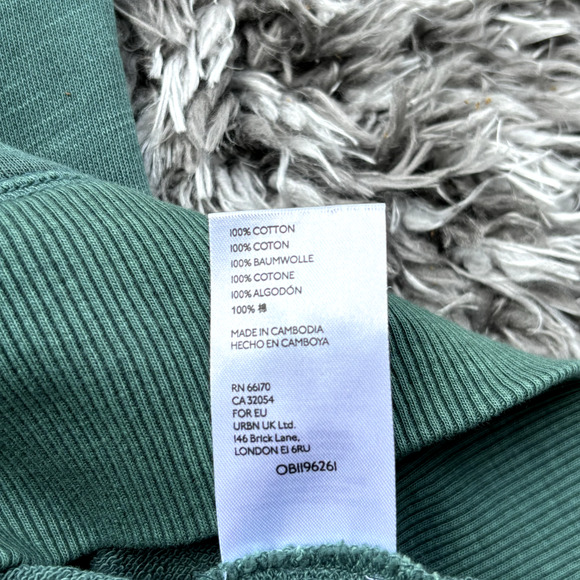 100% COTTON
100% COTON
100% BAUMWOLLE
100% COTONE
100% ALGODÓN
100% 棉
MADE IN CAMBODIA
HECHO EN CAMBOYA
RN 66170
CA 32054
FOR EU
URBN UK Ltd.
146 Brick Lane,
LONDON E1 6RU
OB1196261